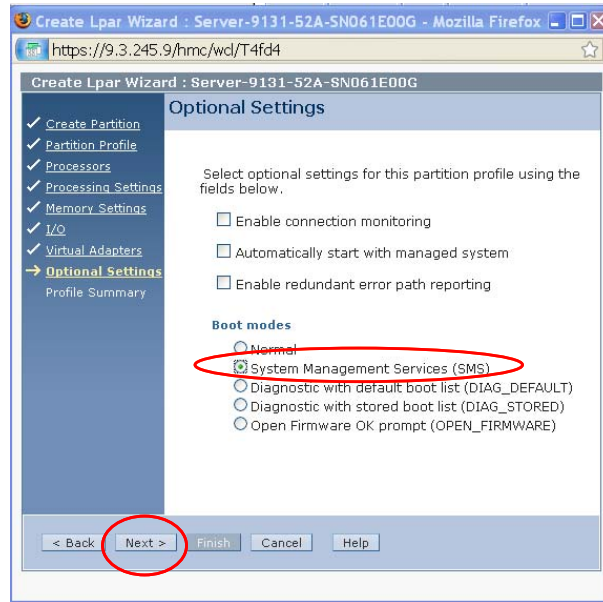 Create Lpar Wizard : Server-9131-52A-SN061E00G - Mozilla Firefox
https://9.3.245.9/hmc/wcl/T4fd4
Create Lpar Wizard : Server-9131-52A-SN061E00G
Create Partition
Partition Profile
Processors
Processing Settings
Memory Settings
I/O
Virtual Adapters
Optional Settings
Profile Summary
Optional Settings
Select optional settings for this partition profile using the
fields below.
Enable connection monitoring
Automatically start with managed system
Enable redundant error path reporting
Boot modes
Normal
System Management Services (SMS)
Diagnostic with default boot list (DIAG_DEFAULT)
Diagnostic with stored boot list (DIAG_STORED)
Open Firmware OK prompt (OPEN_FIRMWARE)
< Back Next > Finish Cancel Help